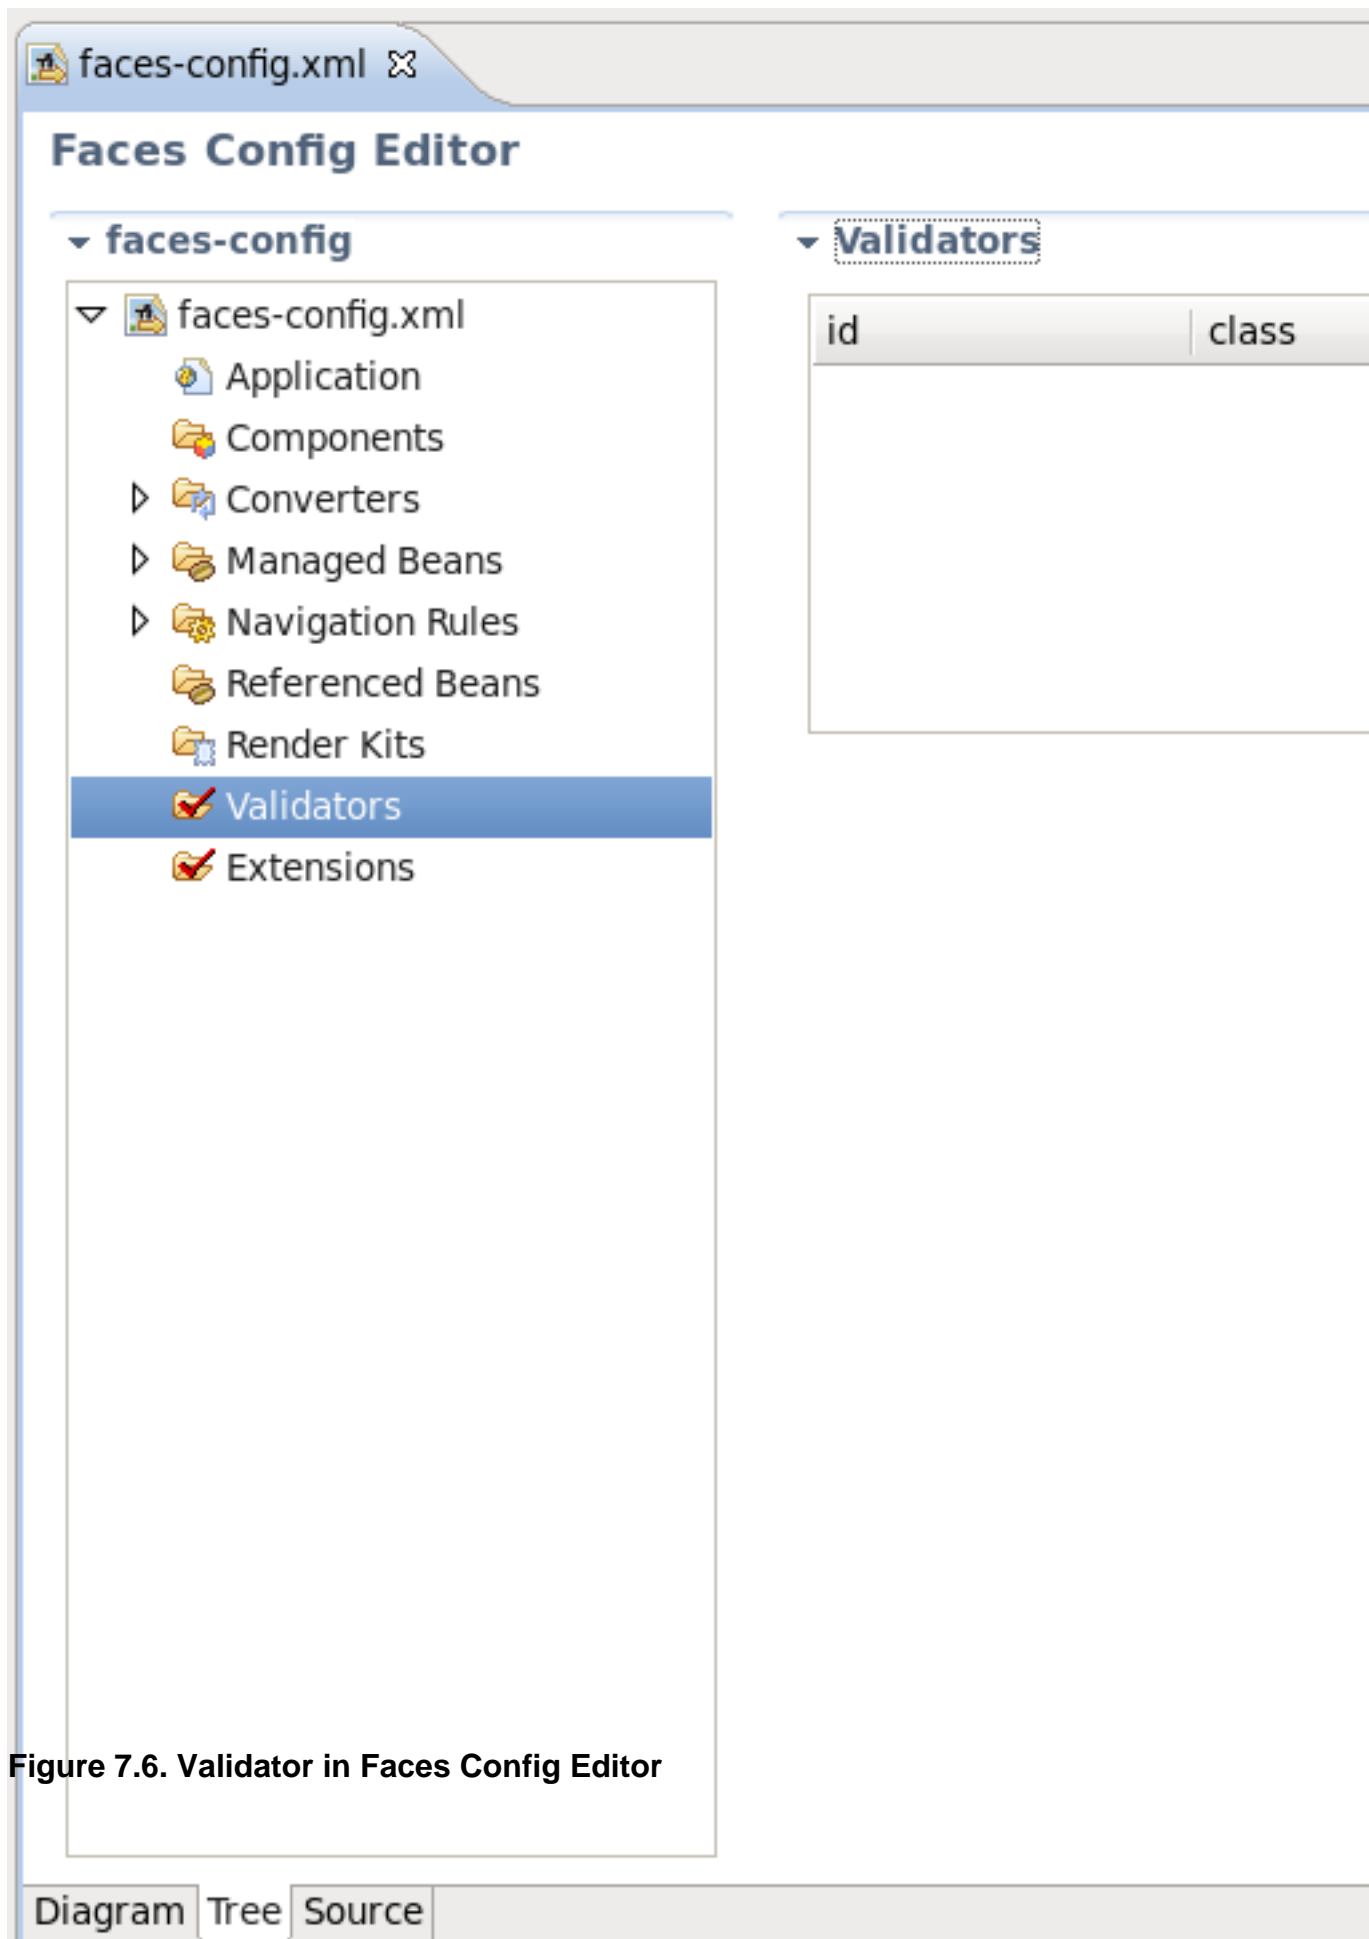 faces-config.xml
Faces Config Editor
faces-config
faces-config.xml
Application
Components
Converters
Managed Beans
Navigation Rules
Referenced Beans
Render Kits
Validators
Extensions
Validators
id class
Figure 7.6. Validator in Faces Config Editor
Diagram Tree Source